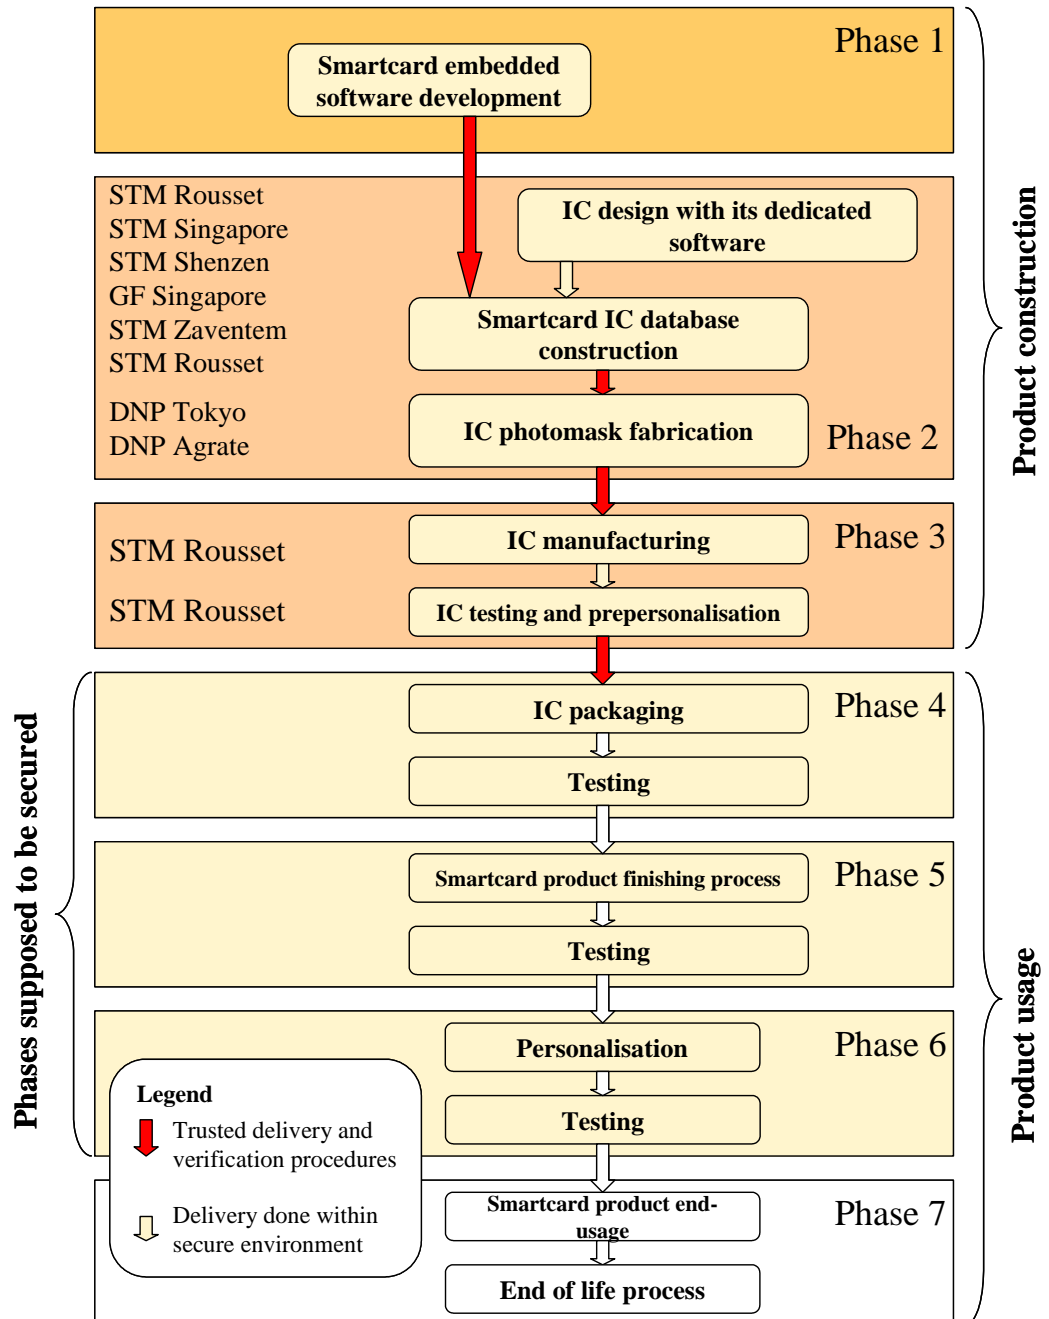 Phase 1
Smartcard embedded
software development
STM Rousset
STM Singapore
STM Shenzen
GF Singapore
STM Zaventem
STM Rousset
DNP Tokyo
DNP Agrate
IC design with its dedicated
software
Smartcard IC database
construction
IC photomask fabrication
Phase 2
Product construction
Phase 3
STM Rousset
IC manufacturing
STM Rousset
IC testing and prepersonalisation
Phase 4
IC packaging
Testing
Phases supposed to be secured
Phase 5
Smartcard product finishing process
Testing
Product usage
Phase 6
Personalisation
Testing
Legend
Trusted delivery and
verification procedures
Delivery done within
secure environment
Phase 7
Smartcard product end-
usage
End of life process